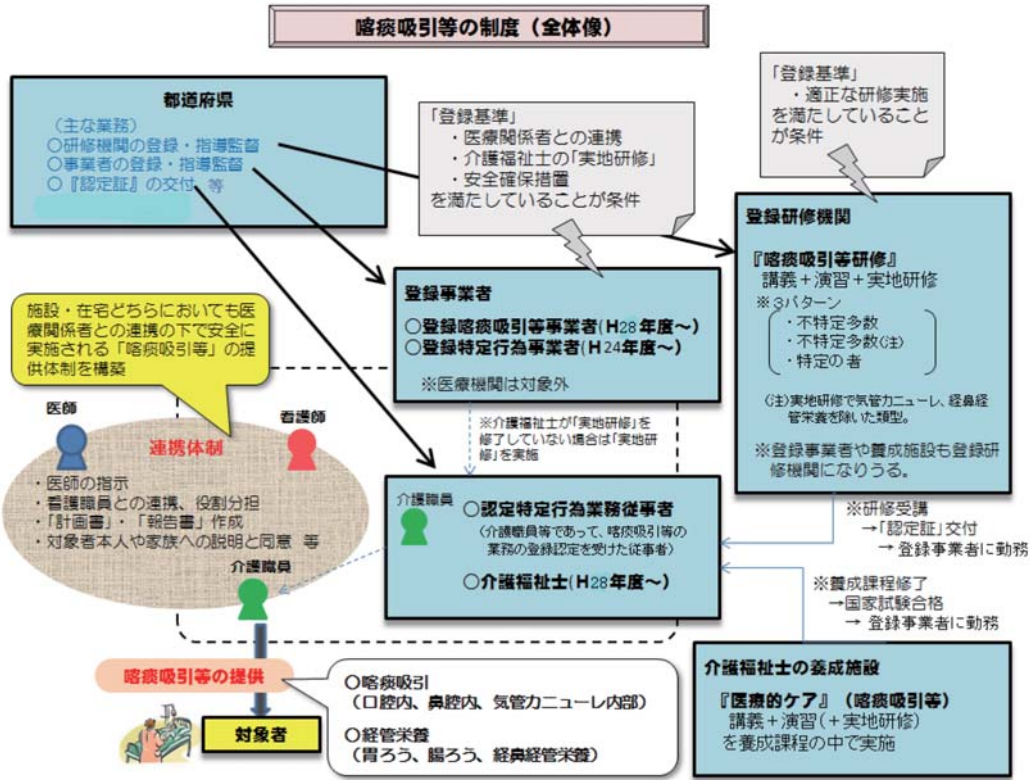 喀痰吸引等の制度（全体像）
都道府県
（主な業務）
○研修機関の登録・指導監督
○事業者の登録・指導監督
○『認定証』の交付 等
「登録基準」
・医療関係者との連携
・介護福祉士の「実地研修」
・安全確保措置
を満たしていることが条件
「登録基準」
・適正な研修実施
を満たしていること
が条件
登録研修機関
『喀痰吸引等研修』
講義＋演習＋実地研修
※３パターン
・不特定多数
・不特定多数(注)
・特定の者
(注)実地研修で気管カニューレ、経鼻経
管栄養を除いた類型。
※登録事業者や養成施設も登録研
修機関になりうる。
登録事業者
○登録喀痰吸引等事業者(H28年度～)
○登録特定行為事業者(H24年度～)
※医療機関は対象外
施設・在宅どちらにおいても医
療関係者との連携の下で安全に
実施される「喀痰吸引等」の提
供体制を構築
医師
看護師
連携体制
・医師の指示
・看護職員との連携、役割分担
・「計画書」・「報告書」作成
・対象者本人や家族への説明と同意 等
介護職員
※介護福祉士が「実地研修」を
修了していない場合は「実地研
修」を実施
介護職員
○認定特定行為業務従事者
(介護職員等であって、喀痰吸引等の
業務の登録認定を受けた従事者)
○介護福祉士(H28年度～)
※研修受講
→「認定証」交付
→ 登録事業者に勤務
※養成課程修了
→国家試験合格
→ 登録事業者に勤務
介護福祉士の養成施設
『医療的ケア』（喀痰吸引等）
講義＋演習(＋実地研修)
を養成課程の中で実施
喀痰吸引等の提供
対象者
○喀痰吸引
（口腔内、鼻腔内、気管カニューレ内部）
○経管栄養
（胃ろう、腸ろう、経鼻経管栄養）